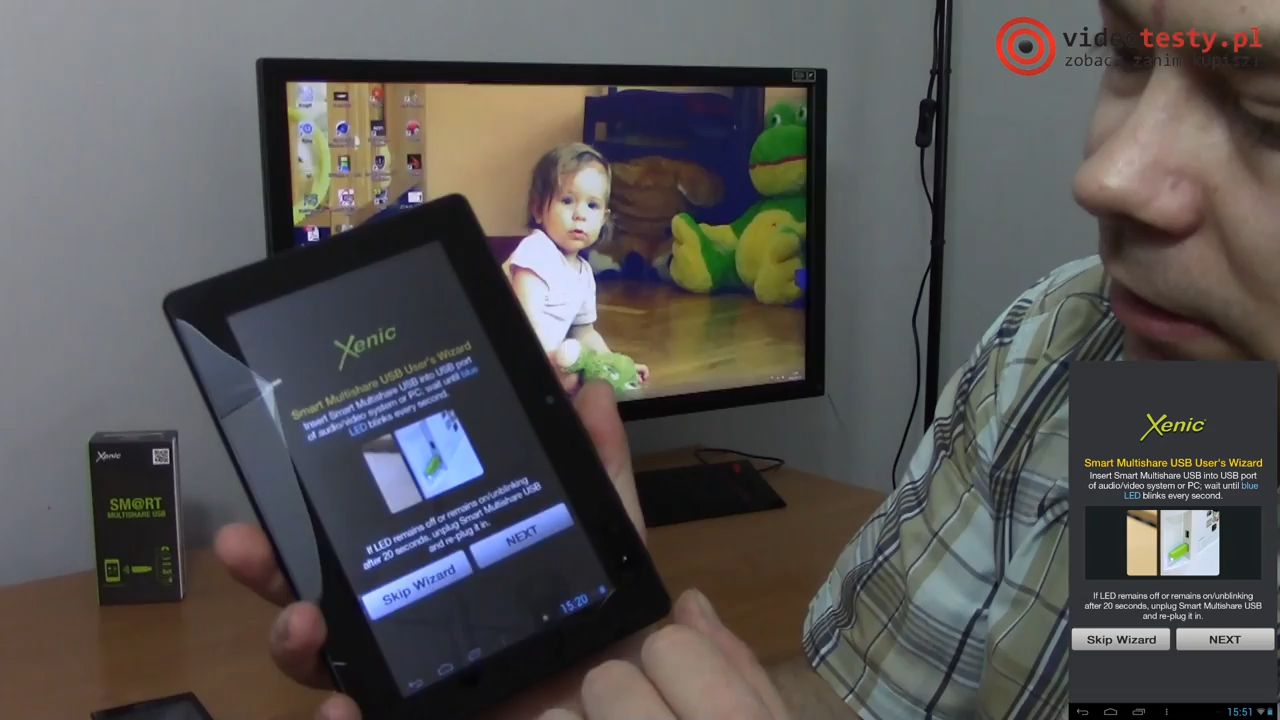 videotesty.pl
zobacz zanim kupisz!
Xenic
Smart Multishare USB User's Wizard
Insert Smart Multishare USB into USB port
of audio/video system or PC; wait until blue
LED blinks every second.
If LED remains off or remains on/unblinking
after 20 seconds, unplug Smart Multishare USB
and re-plug it in.
Skip Wizard
NEXT
15:20
Xenic
SM@RT
MULTISHARE USB
Xenic
Smart Multishare USB User's Wizard
Insert Smart Multishare USB into USB port
of audio/video system or PC; wait until blue
LED blinks every second.
If LED remains off or remains on/unblinking
after 20 seconds, unplug Smart Multishare USB
and re-plug it in.
Skip Wizard
NEXT
15:51